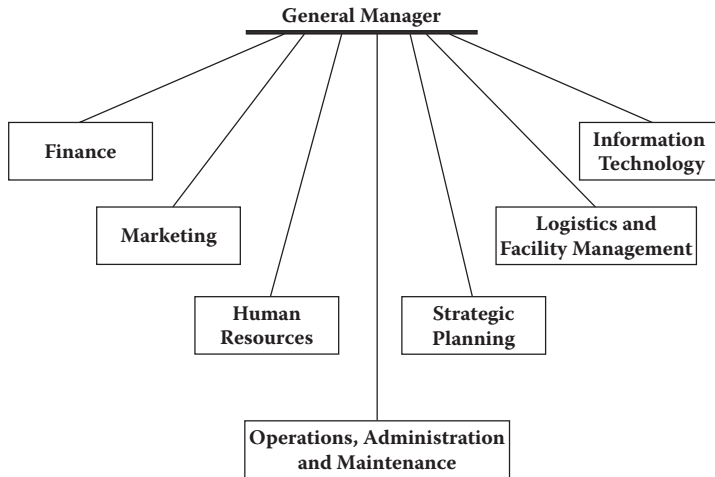 General Manager
Finance
Information
Technology
Marketing
Logistics and
Facility Management
Human
Resources
Strategic
Planning
Operations, Administration
and Maintenance